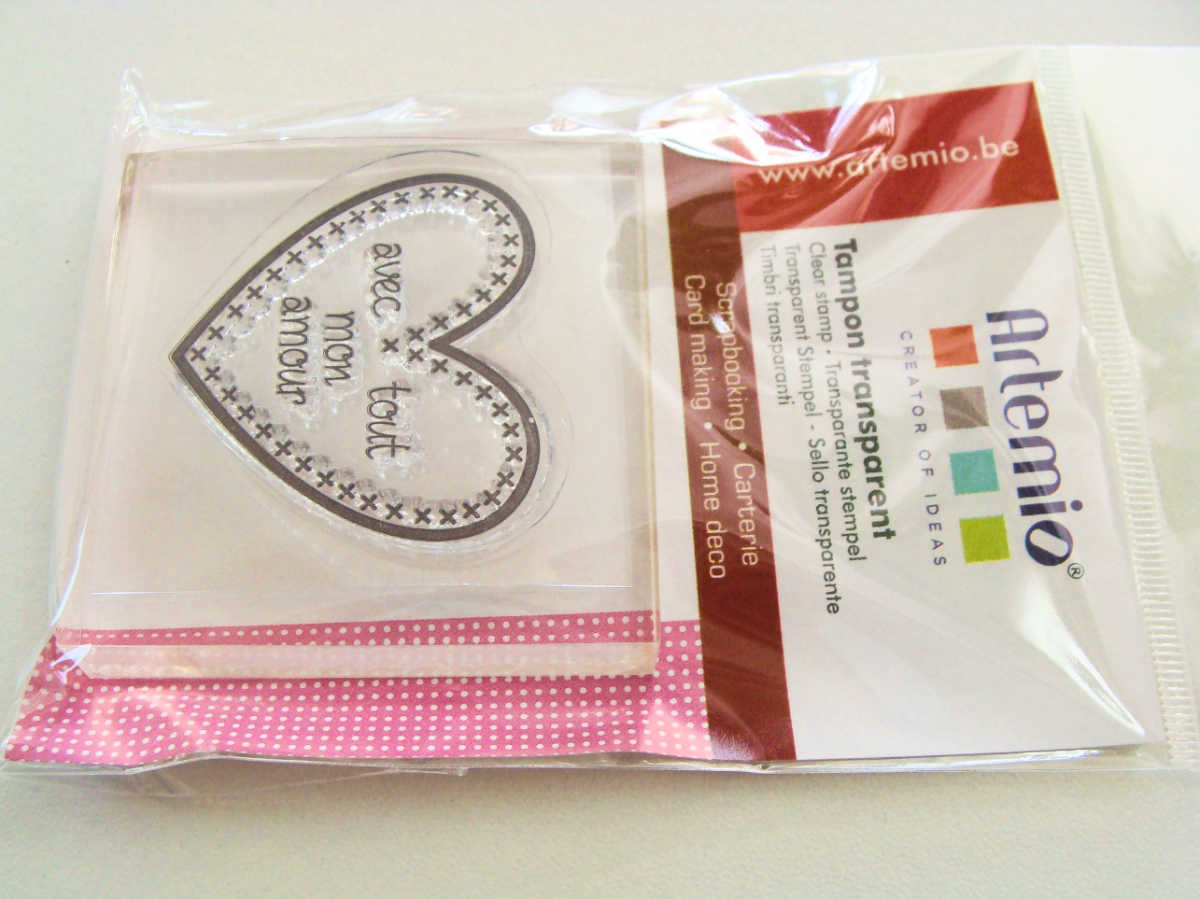 Artemio®
CREATOR OF IDEAS
Tampon transparent
Clear stamp • Transparante stempel
Transparent Stempel - Sello transparente
Timbri transparanti
Scrapbooking • Carterie
Card making • Home deco
www.artemio.be
avec x tout
mon
amour